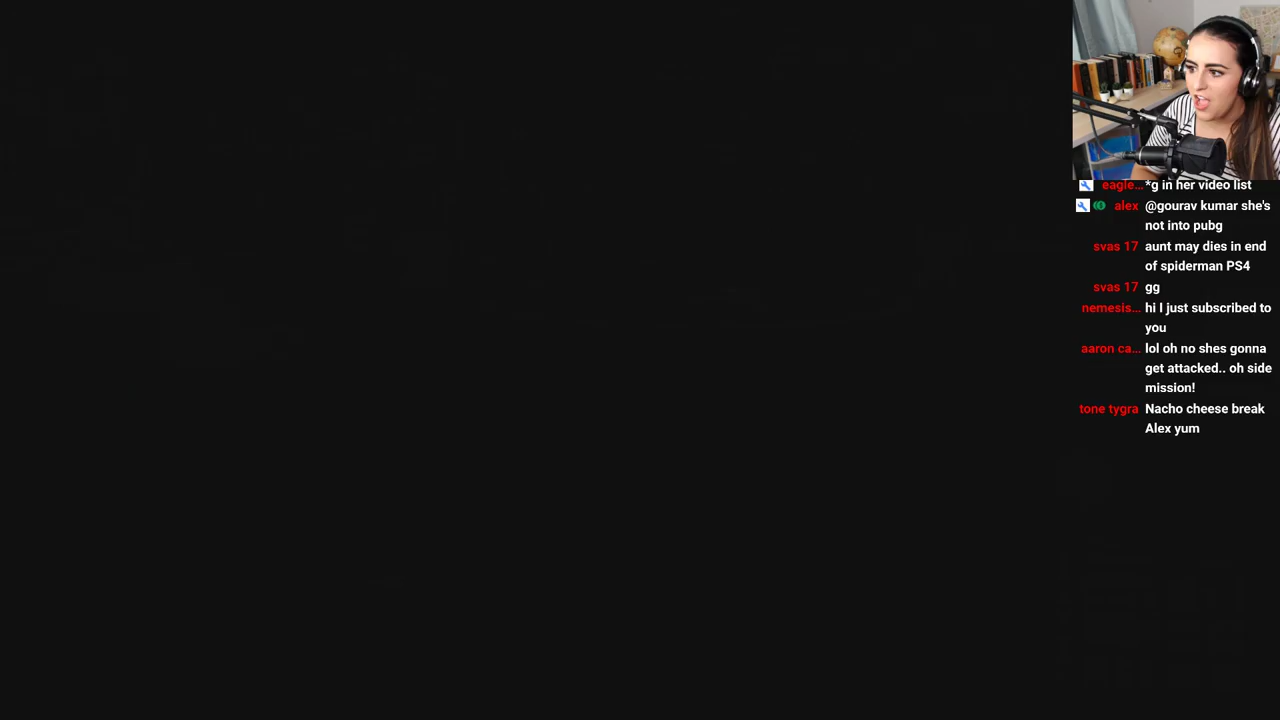 eagle… *g in her video list
alex @gourav kumar she's
not into pubg
svas 17 aunt may dies in end
of spiderman PS4
svas 17 gg
nemesis… hi I just subscribed to
you
aaron ca… lol oh no shes gonna
get attacked.. oh side
mission!
tone tygra Nacho cheese break
Alex yum